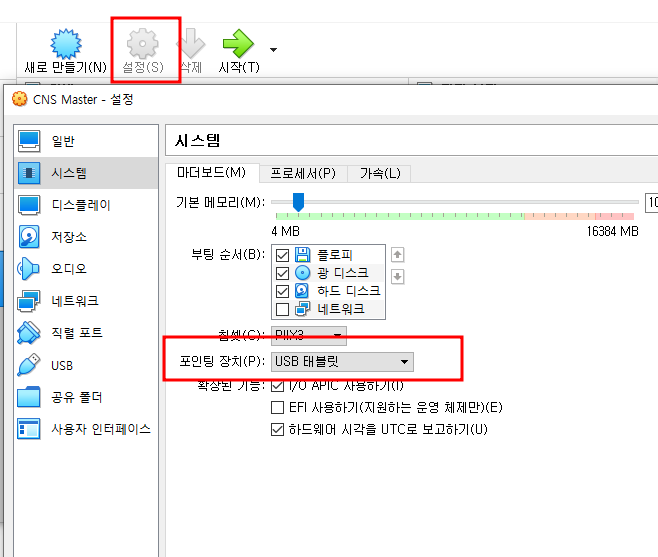 새로 만들기(N) 설정(S) 삭제 시작(T)
CNS Master - 설정
일반
시스템
디스플레이
저장소
오디오
네트워크
직렬 포트
USB
공유 폴더
사용자 인터페이스
시스템
마더보드(M) 프로세서(P) 가속(L)
기본 메모리(M): 10
4 MB 16384 MB
부팅 순서(B): 플로피
광 디스크
하드 디스크
네트워크
칩셋(C): PIIX3
포인팅 장치(P): USB 태블릿
확장된 기능: I/O APIC 사용하기(I)
EFI 사용하기(지원하는 운영 체제만)(E)
하드웨어 시각을 UTC로 보고하기(U)